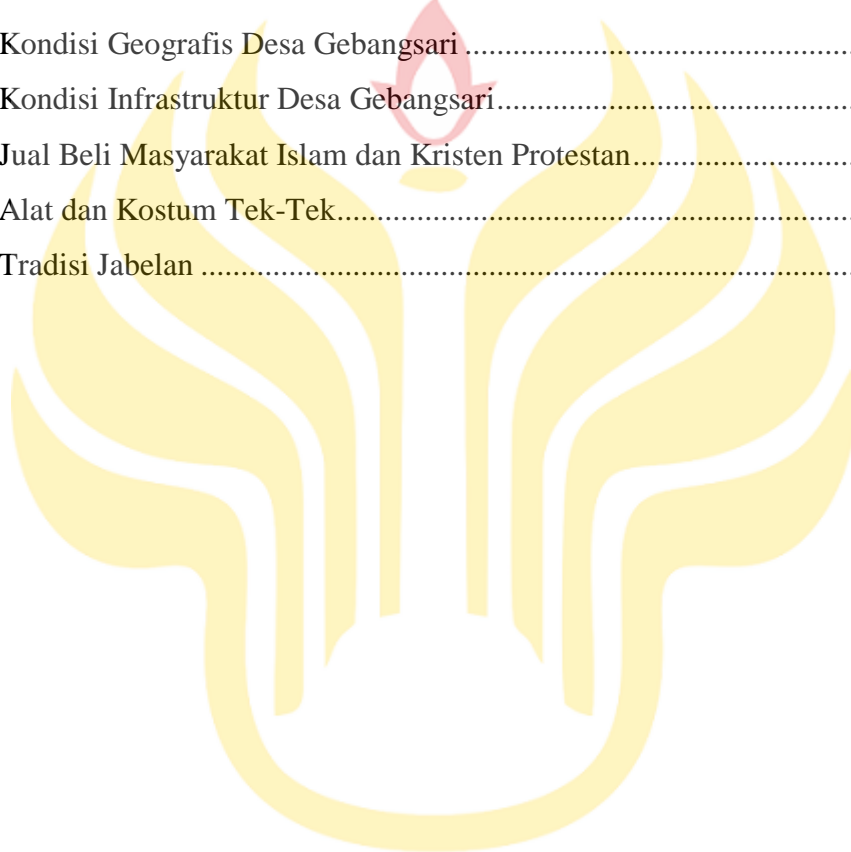 Kondisi Geografis Desa Gebangsari ................................................
Kondisi Infrastruktur Desa Gebangsari............................................
Jual Beli Masyarakat Islam dan Kristen Protestan...........................
Alat dan Kostum Tek-Tek................................................................
Tradisi Jabelan .................................................................................